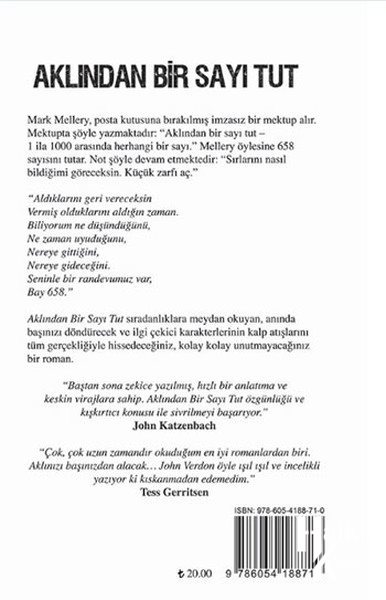 AKLINDAN BİR SAYI TUT
Mark Mellery, posta kutusuna bırakılmış imzasız bir mektup alır.
Mektupta şöyle yazmaktadır: “Aklından bir sayı tut –
1 ila 1000 arasında herhangi bir sayı.” Mellery öylesine 658
sayısını tutar. Not şöyle devam etmektedir: “Sırlarını nasıl
bildiğimi göreceksin. Küçük zarfı aç.”
“Aldıklarını geri vereceksin
Vermiş olduklarını aldığın zaman.
Biliyorum ne düşündüğünü,
Ne zaman uyuduğunu,
Nereye gittiğini,
Nereye gideceğini.
Seninle bir randevumuz var,
Bay 658.”
Aklından Bir Sayı Tut sıradanlıklara meydan okuyan, anında
başınızı döndürecek ve ilgi çekici karakterlerinin kalp atışlarını
tüm gerçekliğiyle hissedeceğiniz, kolay kolay unutmayacağınız
bir roman.
“Baştan sona zekice yazılmış, hızlı bir anlatıma ve
keskin virajlara sahip. Aklından Bir Sayı Tut özgünlüğü ve
kışkırtıcı konusu ile sivrilmeyi başarıyor.”
John Katzenbach
“Çok, çok uzun zamandır okuduğum en iyi romanlardan biri.
Aklınızı başınızdan alacak… John Verdon öyle ışıl ışıl ve incelikli
yazıyor ki kıskanmadan edemedim.”
Tess Gerritsen
ISBN: 978-605-4188-71-0
₺ 20.00
9 786054 188710